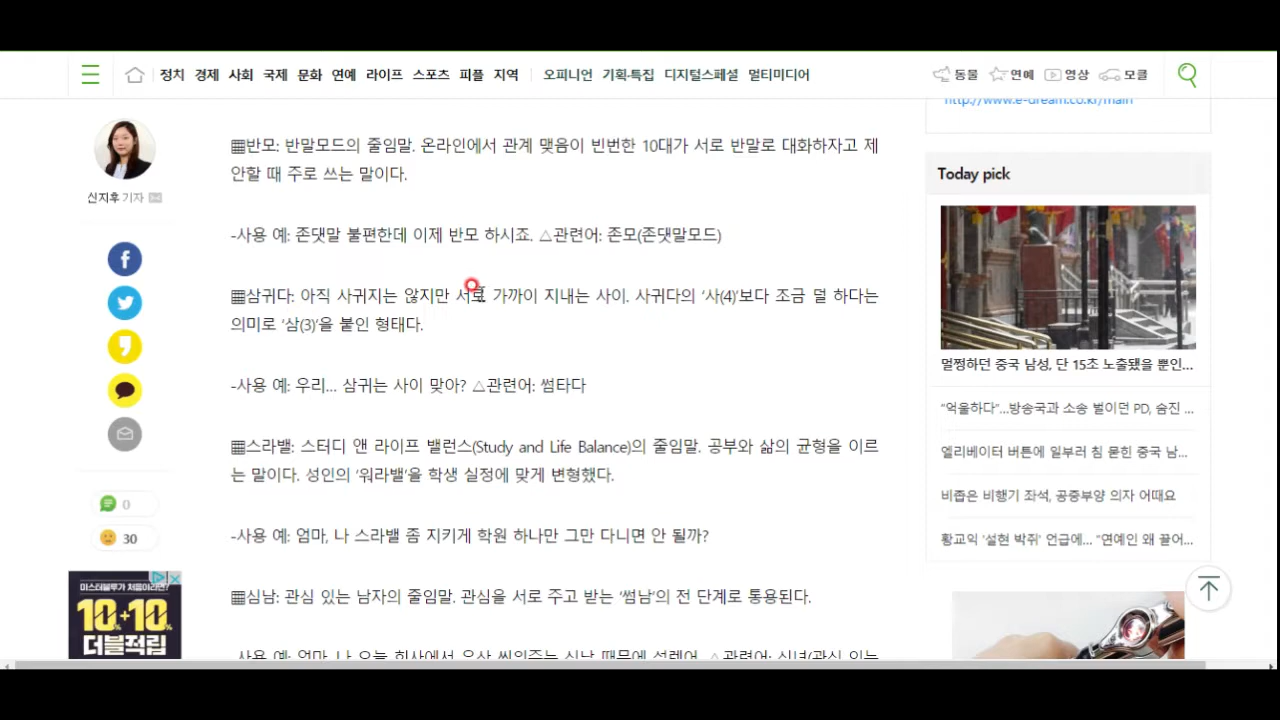 정치 경제 사회 국제 문화 연예 라이프 스포츠 피플 지역 오피니언 기획·특집 디지털스페셜 멀티미디어 동물 연예 영상 모클
http://www.e-dream.co.kr/main
신지후 기자
▦반모: 반말모드의 줄임말. 온라인에서 관계 맺음이 빈번한 10대가 서로 반말로 대화하자고 제
안할 때 주로 쓰는 말이다.
-사용 예: 존댓말 불편한데 이제 반모 하시죠. △관련어: 존모(존댓말모드)
▦삼귀다: 아직 사귀지는 않지만 서로 가까이 지내는 사이. 사귀다의 ‘사(4)’보다 조금 덜 하다는
의미로 ‘삼(3)’을 붙인 형태다.
-사용 예: 우리... 삼귀는 사이 맞아? △관련어: 썸타다
▦스라밸: 스터디 앤 라이프 밸런스(Study and Life Balance)의 줄임말. 공부와 삶의 균형을 이르
는 말이다. 성인의 ‘워라밸’을 학생 실정에 맞게 변형했다.
-사용 예: 엄마, 나 스라밸 좀 지키게 학원 하나만 그만 다니면 안 될까?
▦심남: 관심 있는 남자의 줄임말. 관심을 서로 주고 받는 ‘썸남’의 전 단계로 통용된다.
0
30
10%+10%
더블적립
Today pick
멀쩡하던 중국 남성, 단 15초 노출됐을 뿐인...
“억울하다”...방송국과 소송 벌이던 PD, 숨진 ...
엘리베이터 버튼에 일부러 침 묻힌 중국 남...
비좁은 비행기 좌석, 공중부양 의자 어때요
황교익 '설현 박쥐' 언급에... “연예인 왜 끌어...